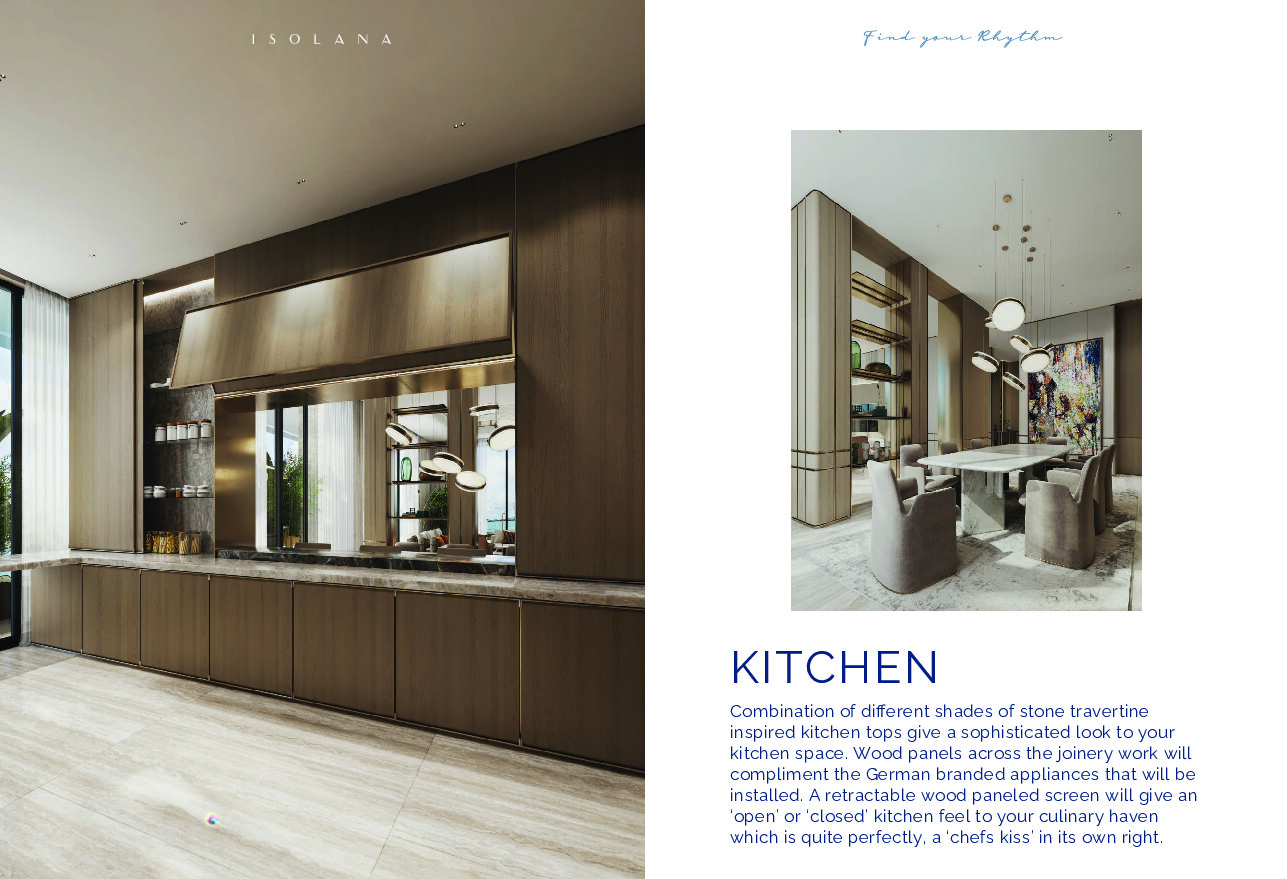 ISOLANA
Find your Rhythm
KITCHEN
Combination of different shades of stone travertine
inspired kitchen tops give a sophisticated look to your
kitchen space. Wood panels across the joinery work will
compliment the German branded appliances that will be
installed. A retractable wood paneled screen will give an
‘open’ or ‘closed’ kitchen feel to your culinary haven
which is quite perfectly, a ‘chefs kiss’ in its own right.